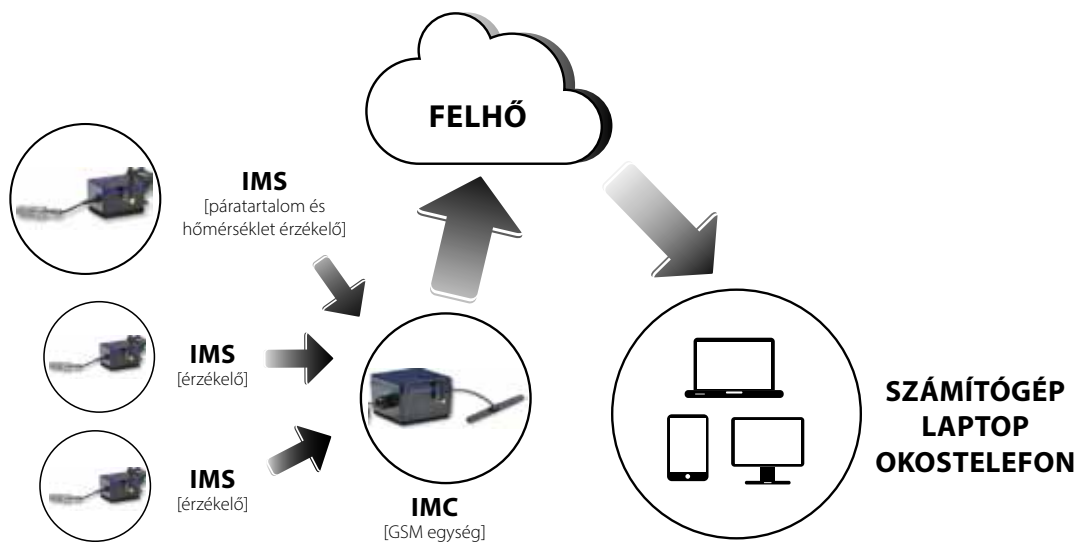 FELHŐ
IMS
[páratartalom és
hőmérséklet érzékelő]
IMS
[érzékelő]
IMS
[érzékelő]
IMC
[GSM egység]
SZÁMÍTÓGÉP
LAPTOP
OKOSTELEFON